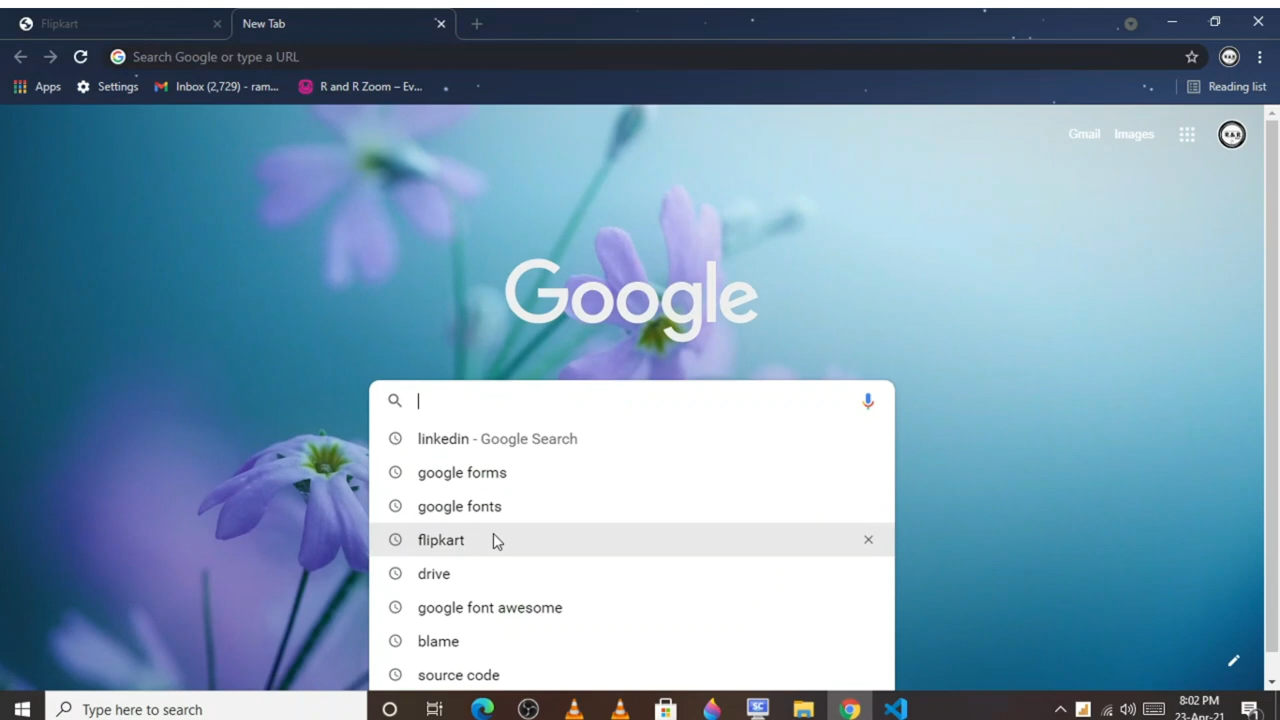 Flipkart
New Tab
Search Google or type a URL
Apps
Settings
Inbox (2,729) - ram...
R and R Zoom – Ev...
Reading list
Gmail
Images
Google
linkedin - Google Search
google forms
google fonts
flipkart
drive
google font awesome
blame
source code
Type here to search
SC
8:02 PM
23-Apr-21
1